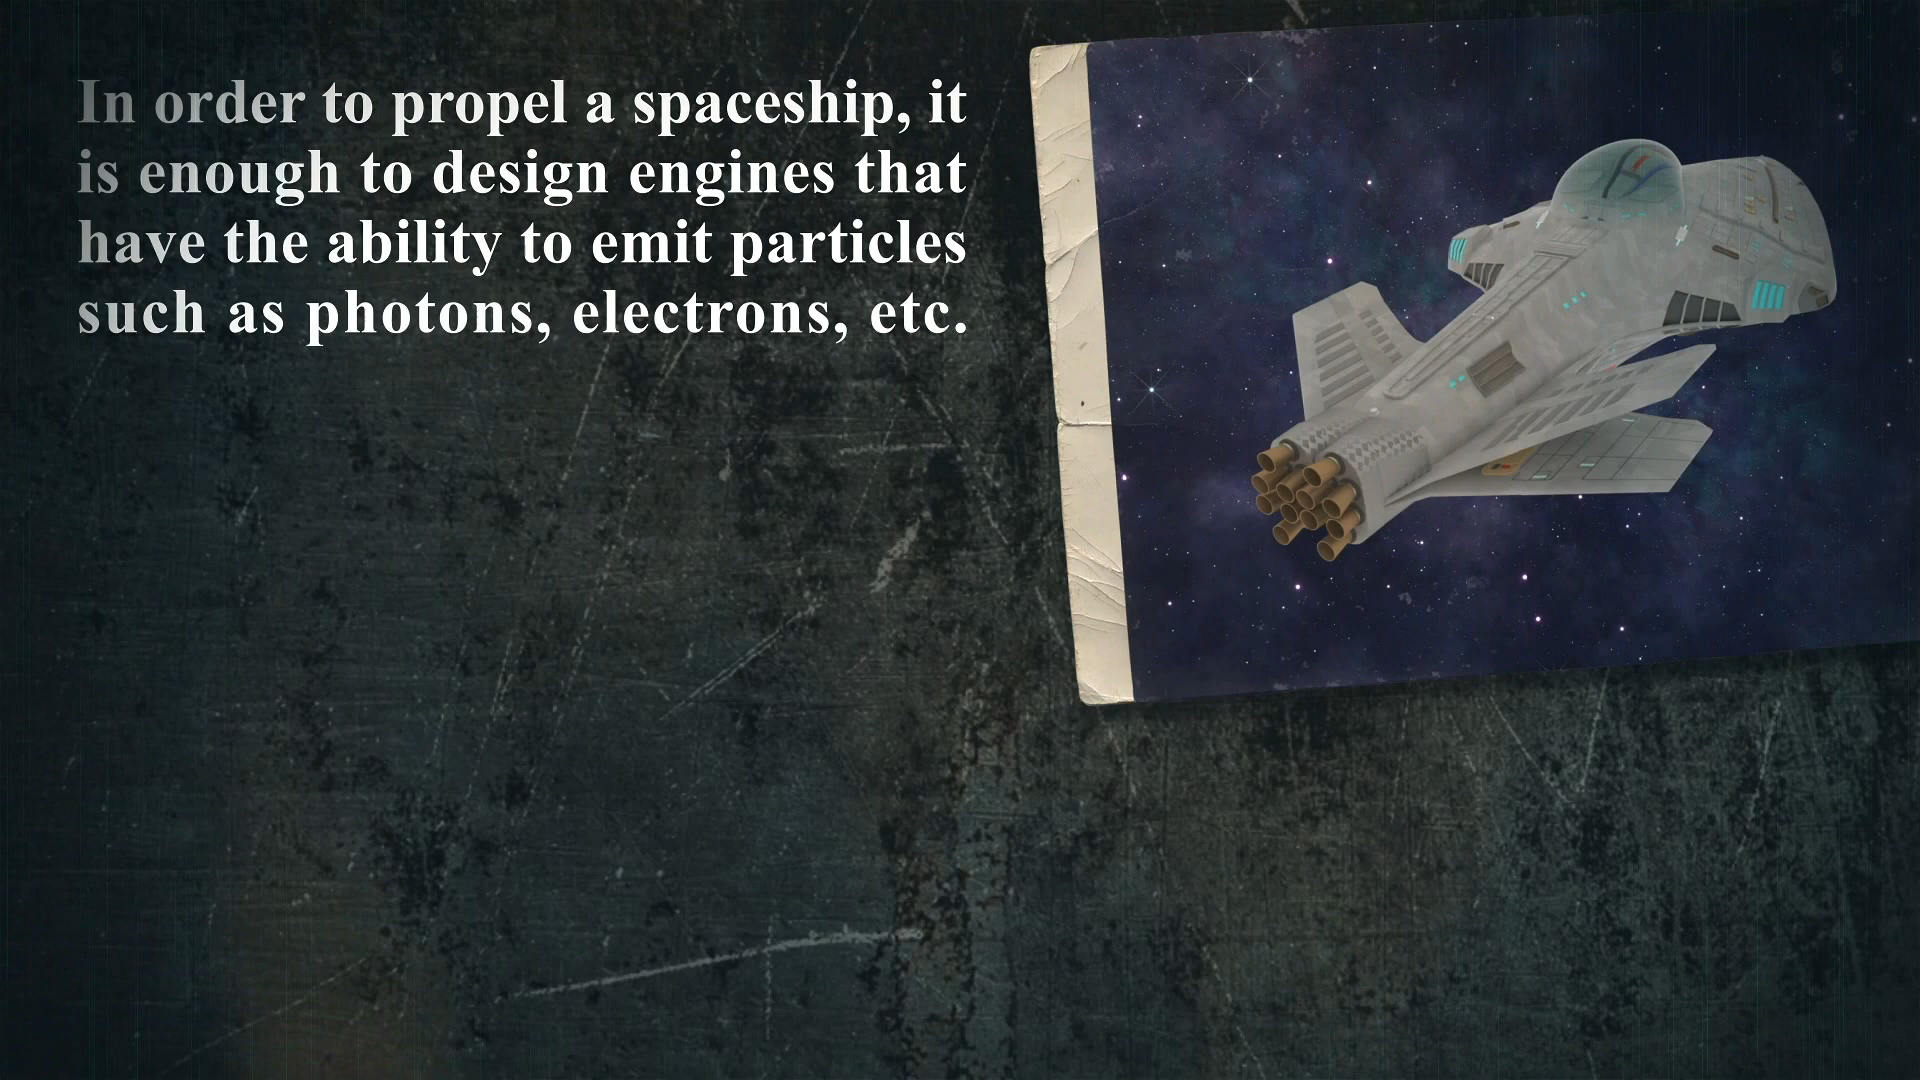 In order to propel a spaceship, it
is enough to design engines that
have the ability to emit particles
such as photons, electrons, etc.